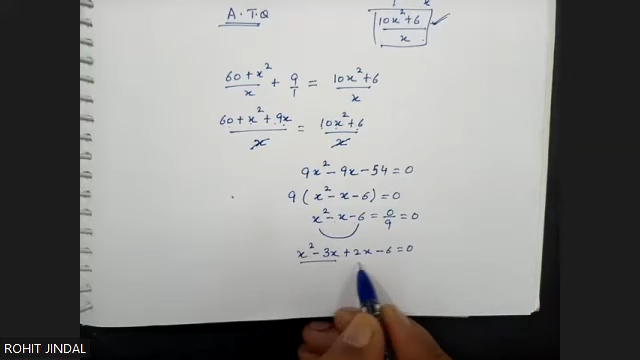 A.T.Q
1 x
10x²+6/x
60+x²/x + 9/1 = 10x²+6/x
60+x²+9x/x = 10x²+6/x
9x²-9x-54=0
9(x²-x-6)=0
x²-x-6=0/9=0
x²-3x+2x-6=0
ROHIT JINDAL